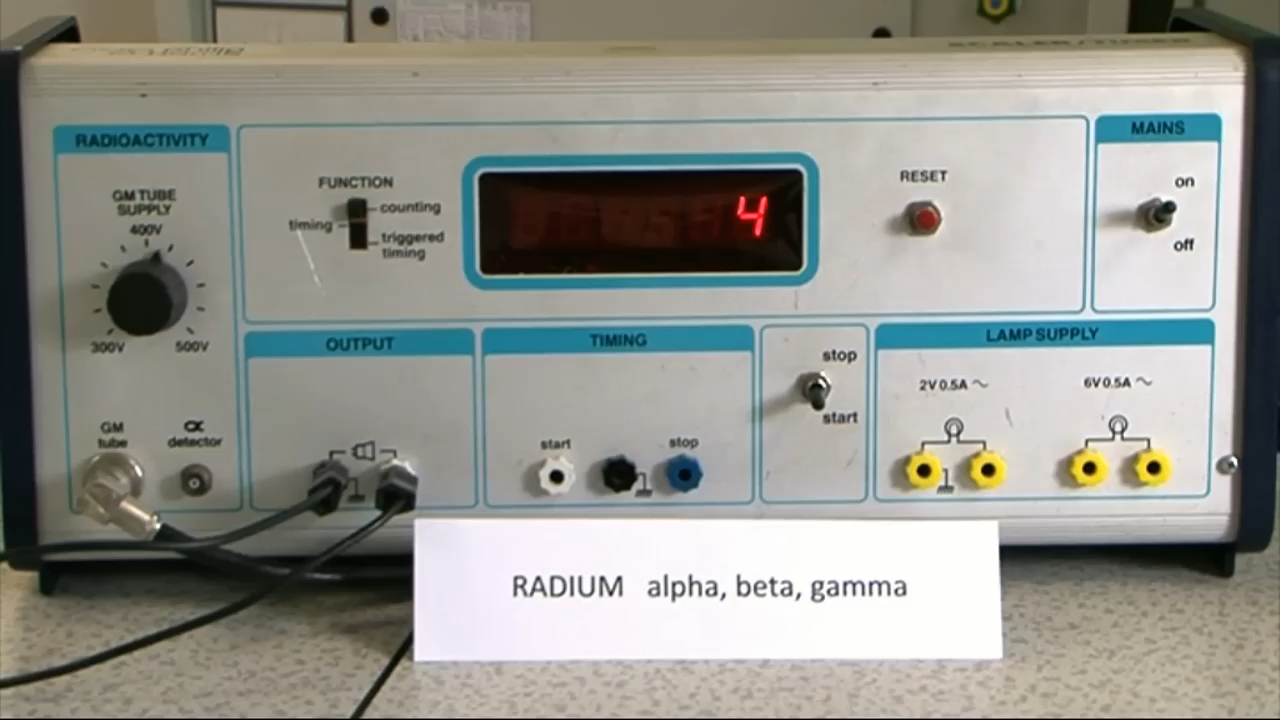 SCALER/TIMER
RADIOACTIVITY
MAINS
GM TUBE
SUPPLY
400V
300V
500V
FUNCTION
counting
timing
triggered
timing
4
RESET
on
off
OUTPUT
TIMING
stop
start
LAMP SUPPLY
2V 0.5A
6V 0.5A
GM
tube
α
detector
start
stop
RADIUM alpha, beta, gamma